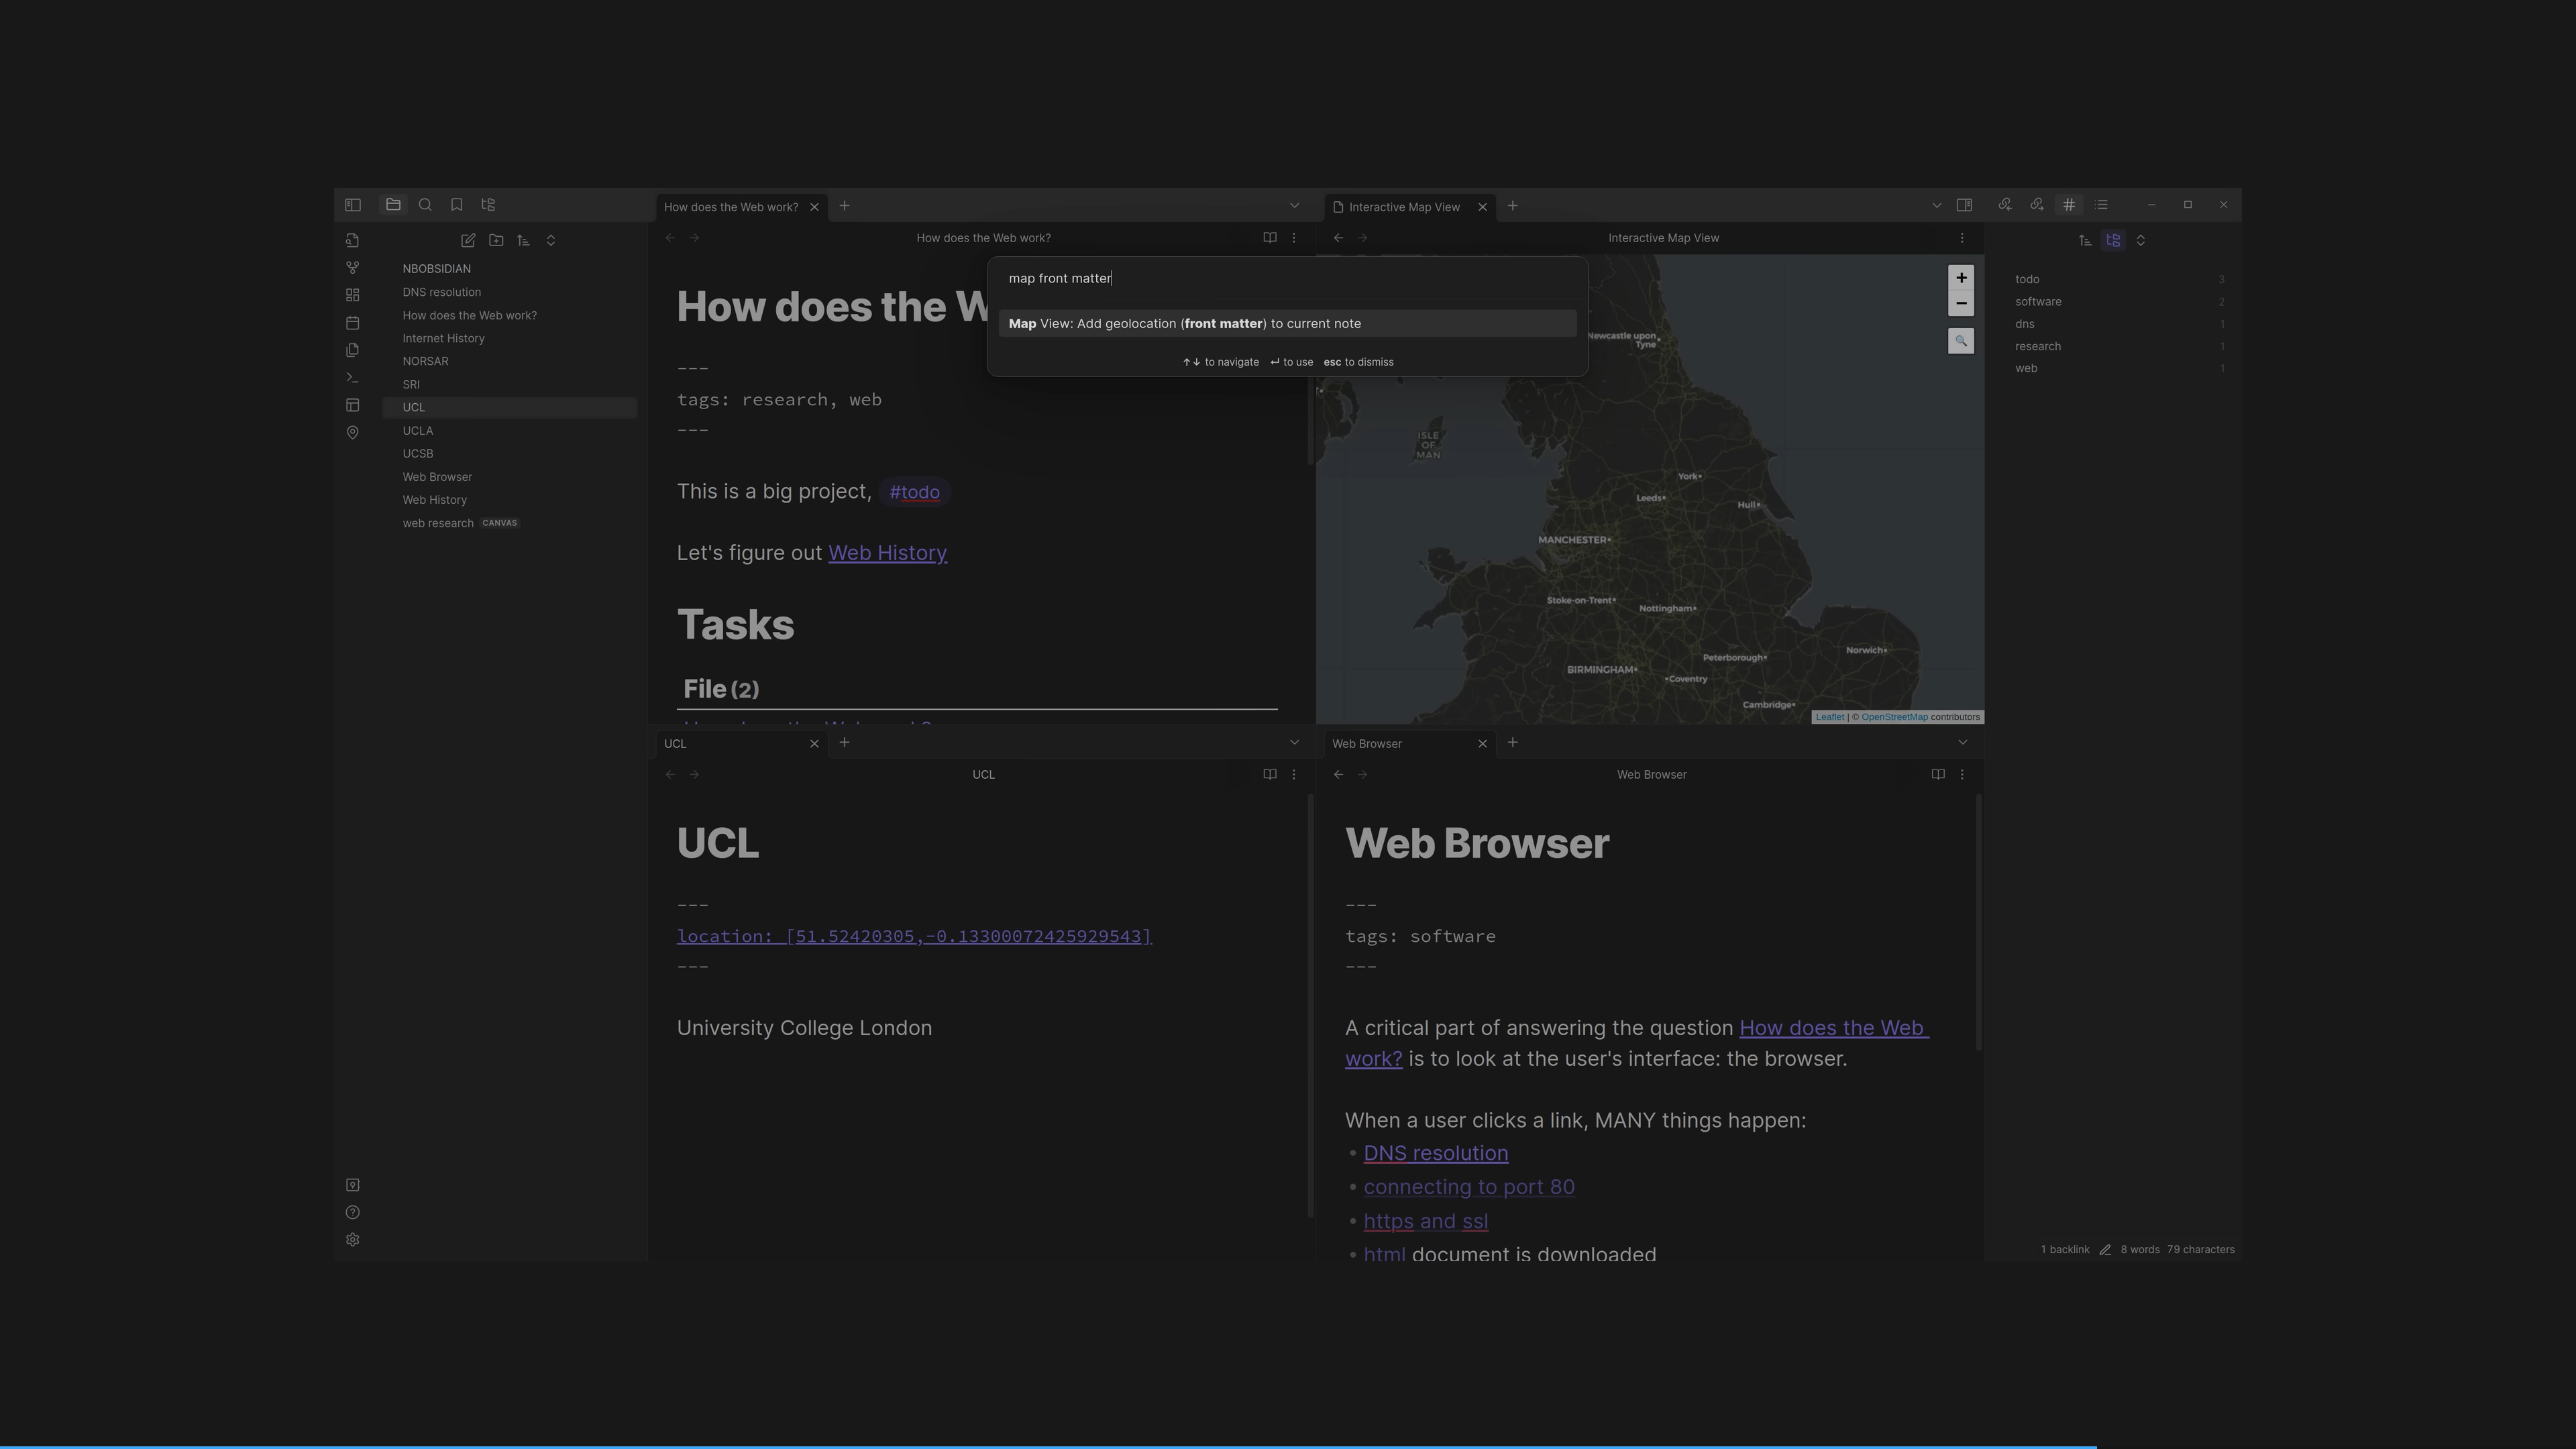 How does the Web work?
Interactive Map View
NBOBSIDIAN
DNS resolution
How does the Web work?
Internet History
NORSAR
SRI
UCL
UCLA
UCSB
Web Browser
Web History
web research CANVAS
How does the Web work?
How does the W
---
tags: research, web
---
This is a big project, #todo
Let's figure out Web History
Tasks
File (2)
map front matter
Map View: Add geolocation (front matter) to current note
↑↓ to navigate ↵ to use esc to dismiss
Interactive Map View
+
−
Newcastle upon
Tyne
ISLE
OF
MAN
York
Leeds
Hull
MANCHESTER
Stoke-on-Trent
Nottingham
Norwich
Peterborough
BIRMINGHAM
Coventry
Cambridge
Leaflet | © OpenStreetMap contributors
todo 3
software 2
dns 1
research 1
web 1
UCL
UCL
UCL
---
location: [51.52420305,-0.13300072425929543]
---
University College London
Web Browser
Web Browser
Web Browser
---
tags: software
---
A critical part of answering the question How does the Web
work? is to look at the user's interface: the browser.
When a user clicks a link, MANY things happen:
• DNS resolution
• connecting to port 80
• https and ssl
• html document is downloaded
1 backlink 8 words 79 characters